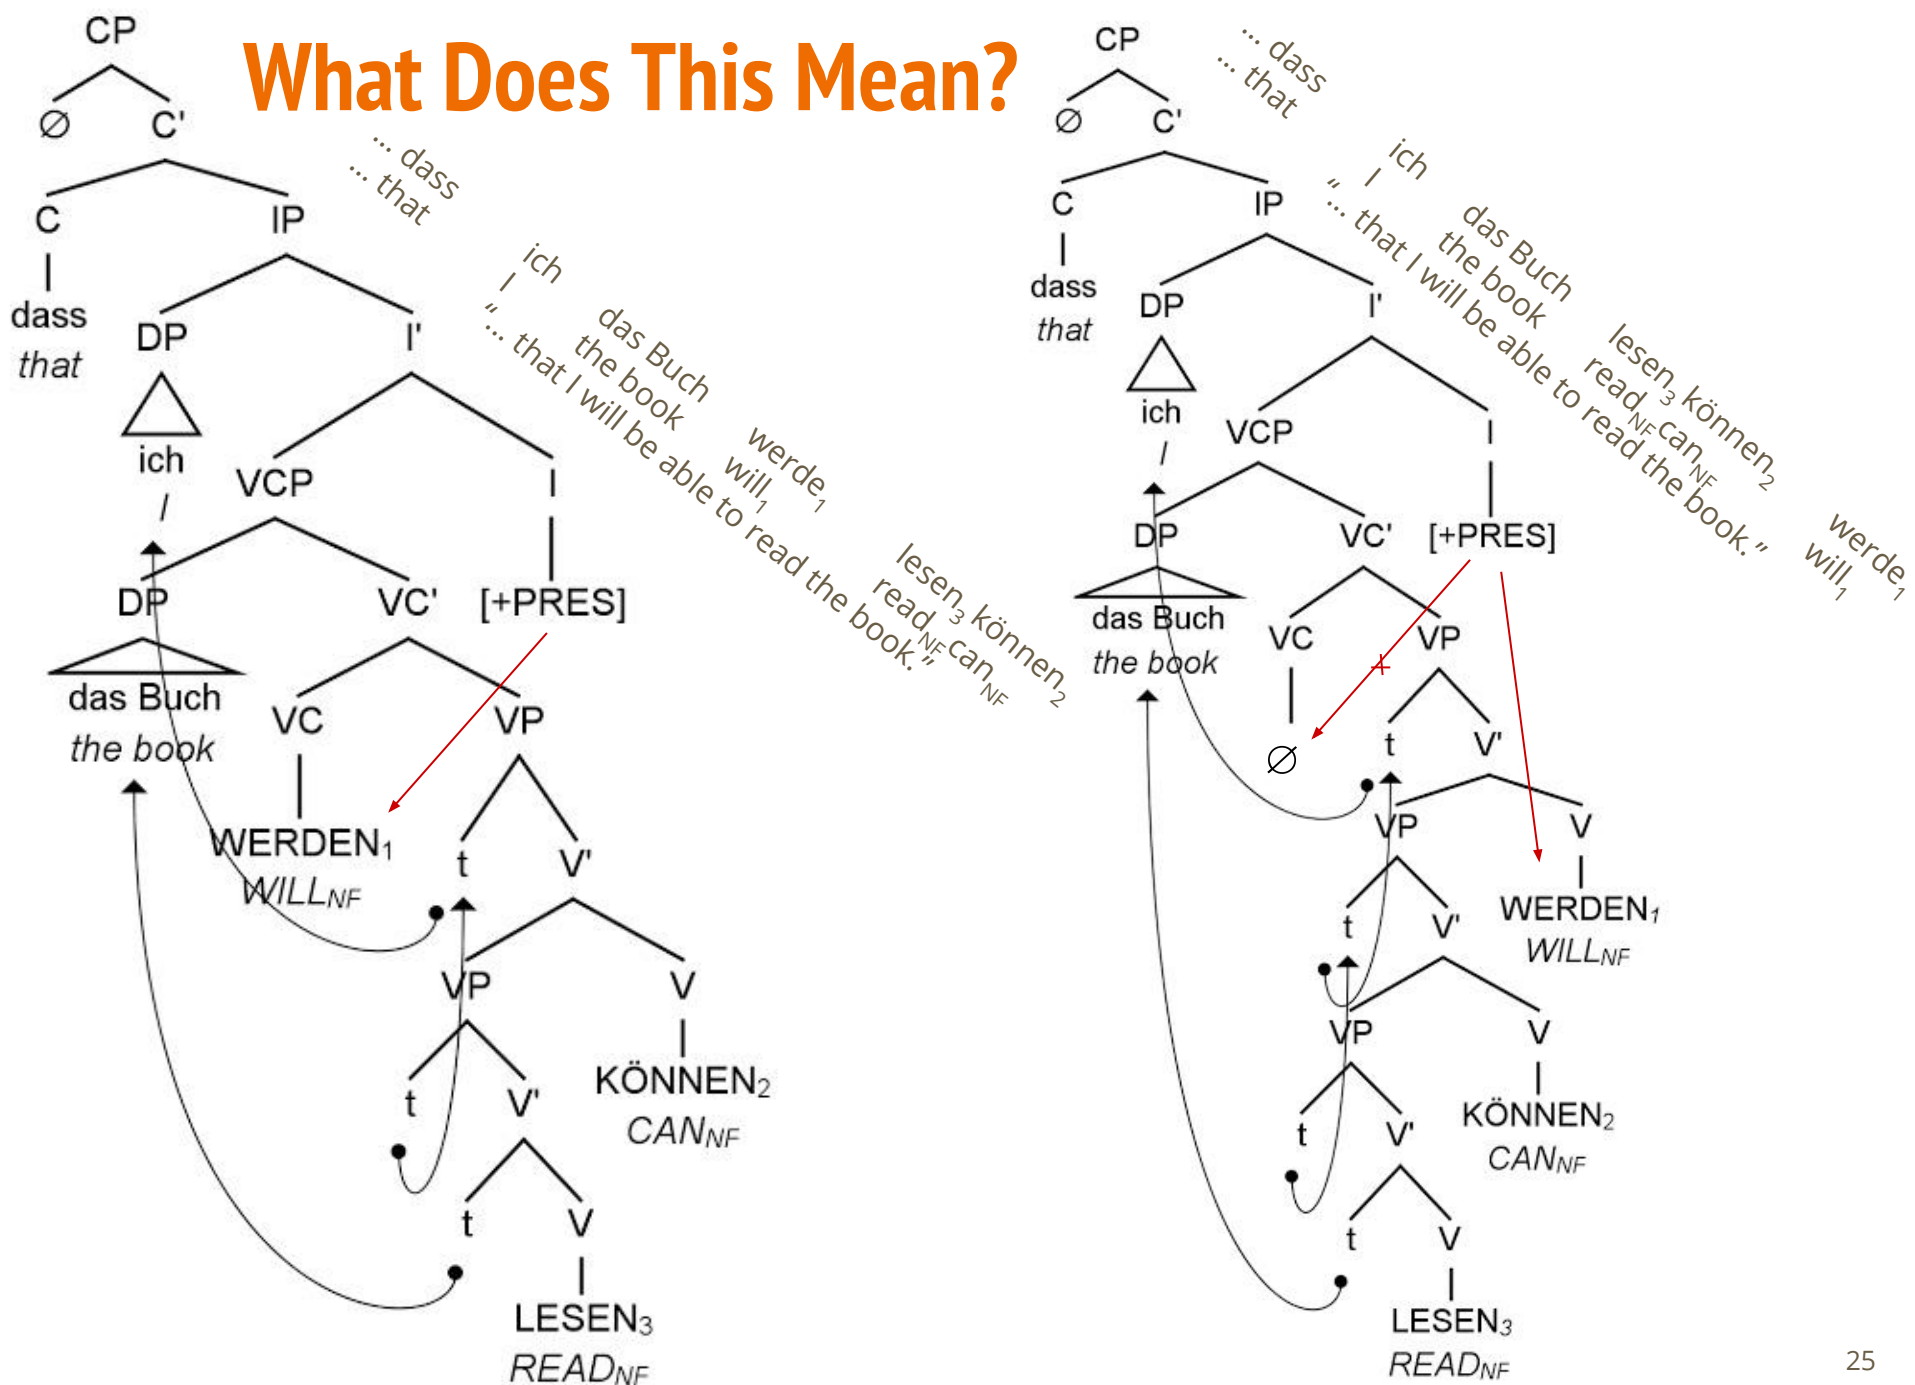 What Does This Mean?
CP
Ø C'
C IP
dass
that
DP I'
ich
I
VCP I
DP VC' [+PRES]
das Buch
the book
VC VP
WERDEN1
WILLNF
t V'
VP V
KÖNNEN2
CANNF
t V'
t V
LESEN3
READNF
... dass ich das Buch werde1 lesen3 können2
... that I the book will1 readNF canNF
“... that I will be able to read the book.”
CP
Ø C'
C IP
dass
that
DP I'
ich
I
VCP I
DP VC' [+PRES]
das Buch
the book
VC VP
Ø
t V'
VP V
WERDEN1
WILLNF
t V'
VP V
KÖNNEN2
CANNF
t V'
t V
LESEN3
READNF
... dass ich das Buch lesen3 können2 werde1
... that I the book readNF canNF will1
“... that I will be able to read the book.”
25